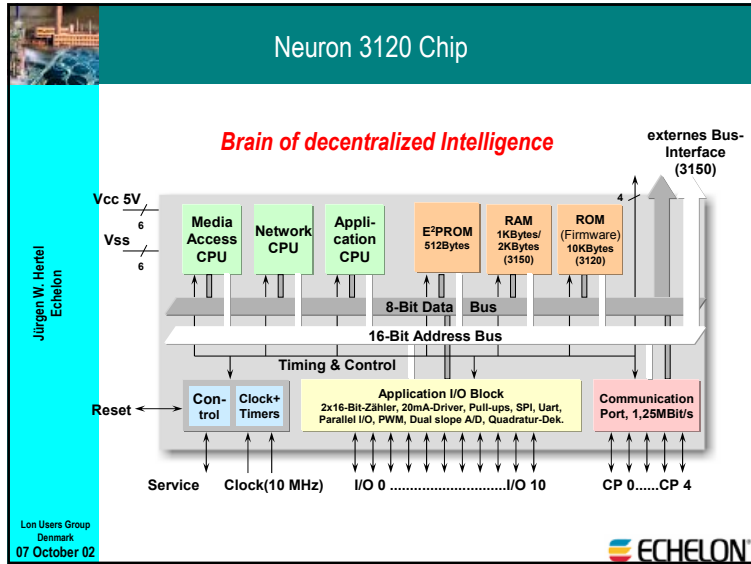 Neuron 3120 Chip
Brain of decentralized Intelligence
externes Bus-
Interface
(3150)
Vcc 5V
6
Vss
6
4
Media
Access
CPU
Network
CPU
Appli-
cation
CPU
E²PROM
512Bytes
RAM
1KBytes/
2KBytes
(3150)
ROM
(Firmware)
10KBytes
(3120)
8-Bit Data Bus
16-Bit Address Bus
Timing & Control
Reset
Con-
trol
Clock+
Timers
Application I/O Block
2x16-Bit-Zähler, 20mA-Driver, Pull-ups, SPI, Uart,
Parallel I/O, PWM, Dual slope A/D, Quadratur-Dek.
Communication
Port, 1,25MBit/s
Service
Clock(10 MHz)
I/O 0 ...............................I/O 10
CP 0......CP 4
Jürgen W. Hertel
Echelon
Lon Users Group
Denmark
07 October 02
ECHELON®